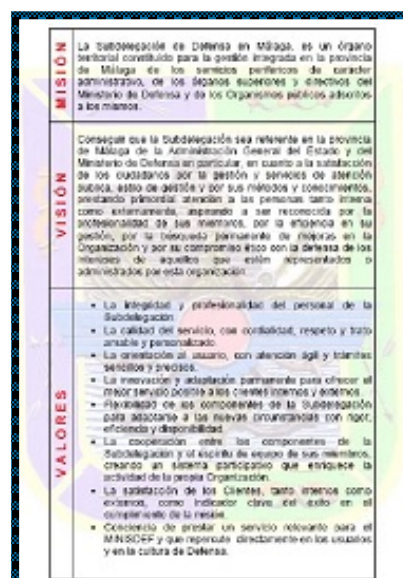 MISIÓN
La Subdelegación de Defensa en Málaga, es un órgano
territorial constituido para la gestión integrada en la provincia
de Málaga de los servicios periféricos de carácter
administrativo, de los órganos superiores y directivos del
Ministerio de Defensa y de los Organismos públicos adscritos
a los mismos.
VISIÓN
Conseguir que la Subdelegación sea referente en la provincia
de Málaga de la Administración General del Estado y del
Ministerio de Defensa en particular, en cuanto a la satisfacción
de los ciudadanos por la gestión y servicios de atención
pública, estilo de gestión y por sus métodos y conocimientos,
prestando primordial atención a las personas tanto interna
como externamente, aspirando a ser reconocida por la
profesionalidad de sus miembros, por la eficiencia en su
gestión, por la búsqueda permanente de mejoras en la
Organización y por su compromiso ético con la defensa de los
intereses de aquellos que estén representados o
administrados por esta organización.
VALORES
• La integridad y profesionalidad del personal de la
Subdelegación.
• La calidad del servicio, con cordialidad, respeto y trato
amable y personalizado.
• La orientación al usuario, con atención ágil y trámites
sencillos y precisos.
• La innovación y adaptación permanente para ofrecer el
mejor servicio posible a los clientes internos y externos.
• Flexibilidad de los componentes de la Subdelegación
para adaptarse a las nuevas circunstancias con rigor,
eficiencia y disponibilidad.
• La cooperación entre los componentes de la
Subdelegación y el espíritu de equipo de sus miembros,
creando un sistema participativo que enriquece la
actividad de la propia Organización.
• La satisfacción de los Clientes, tanto internos como
externos, como indicador clave del éxito en el
cumplimiento de la misión.
• Conciencia de prestar un servicio relevante para el
MINISDEF y que repercute directamente en los usuarios
y en la cultura de Defensa.